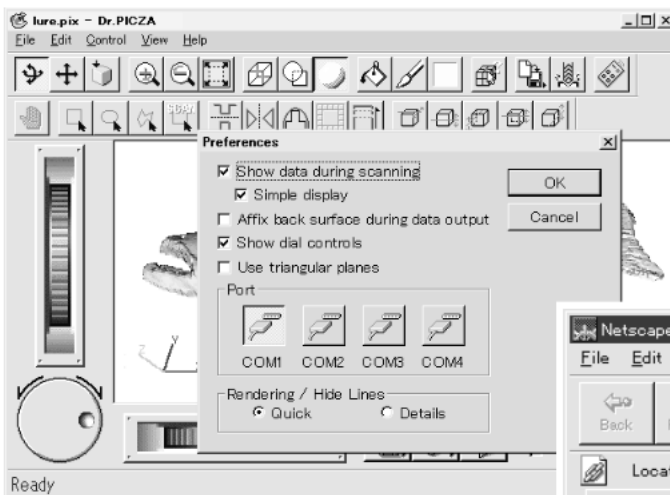 lure.pix - Dr.PICZA
File Edit Control View Help
Preferences
Show data during scanning
Simple display
Affix back surface during data output
Show dial controls
Use triangular planes
OK
Cancel
Port
COM1 COM2 COM3 COM4
Rendering / Hide Lines
Quick Details
Z Y
Ready
Netscape
File Edit
Back
Locat